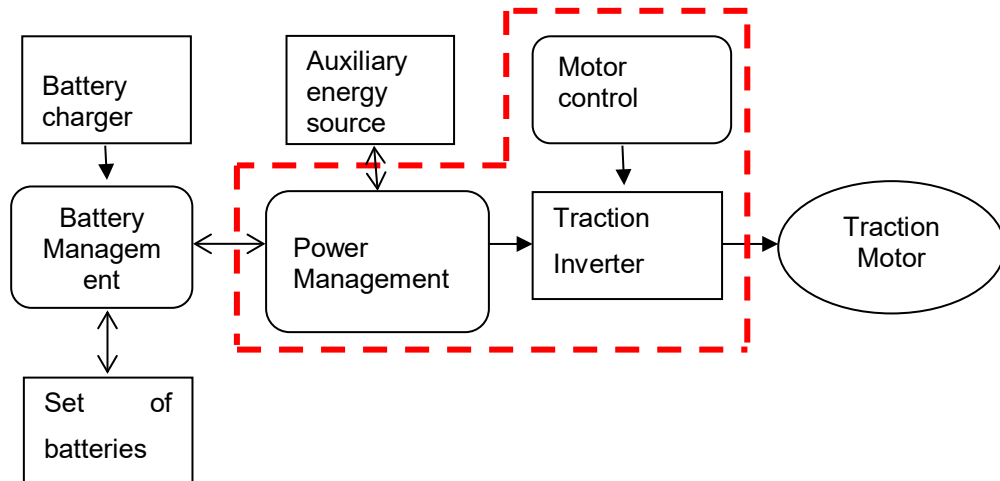 Battery
charger
Auxiliary
energy
source
Motor
control
Battery
Managem
ent
Power
Management
Traction
Inverter
Traction
Motor
Set of
batteries